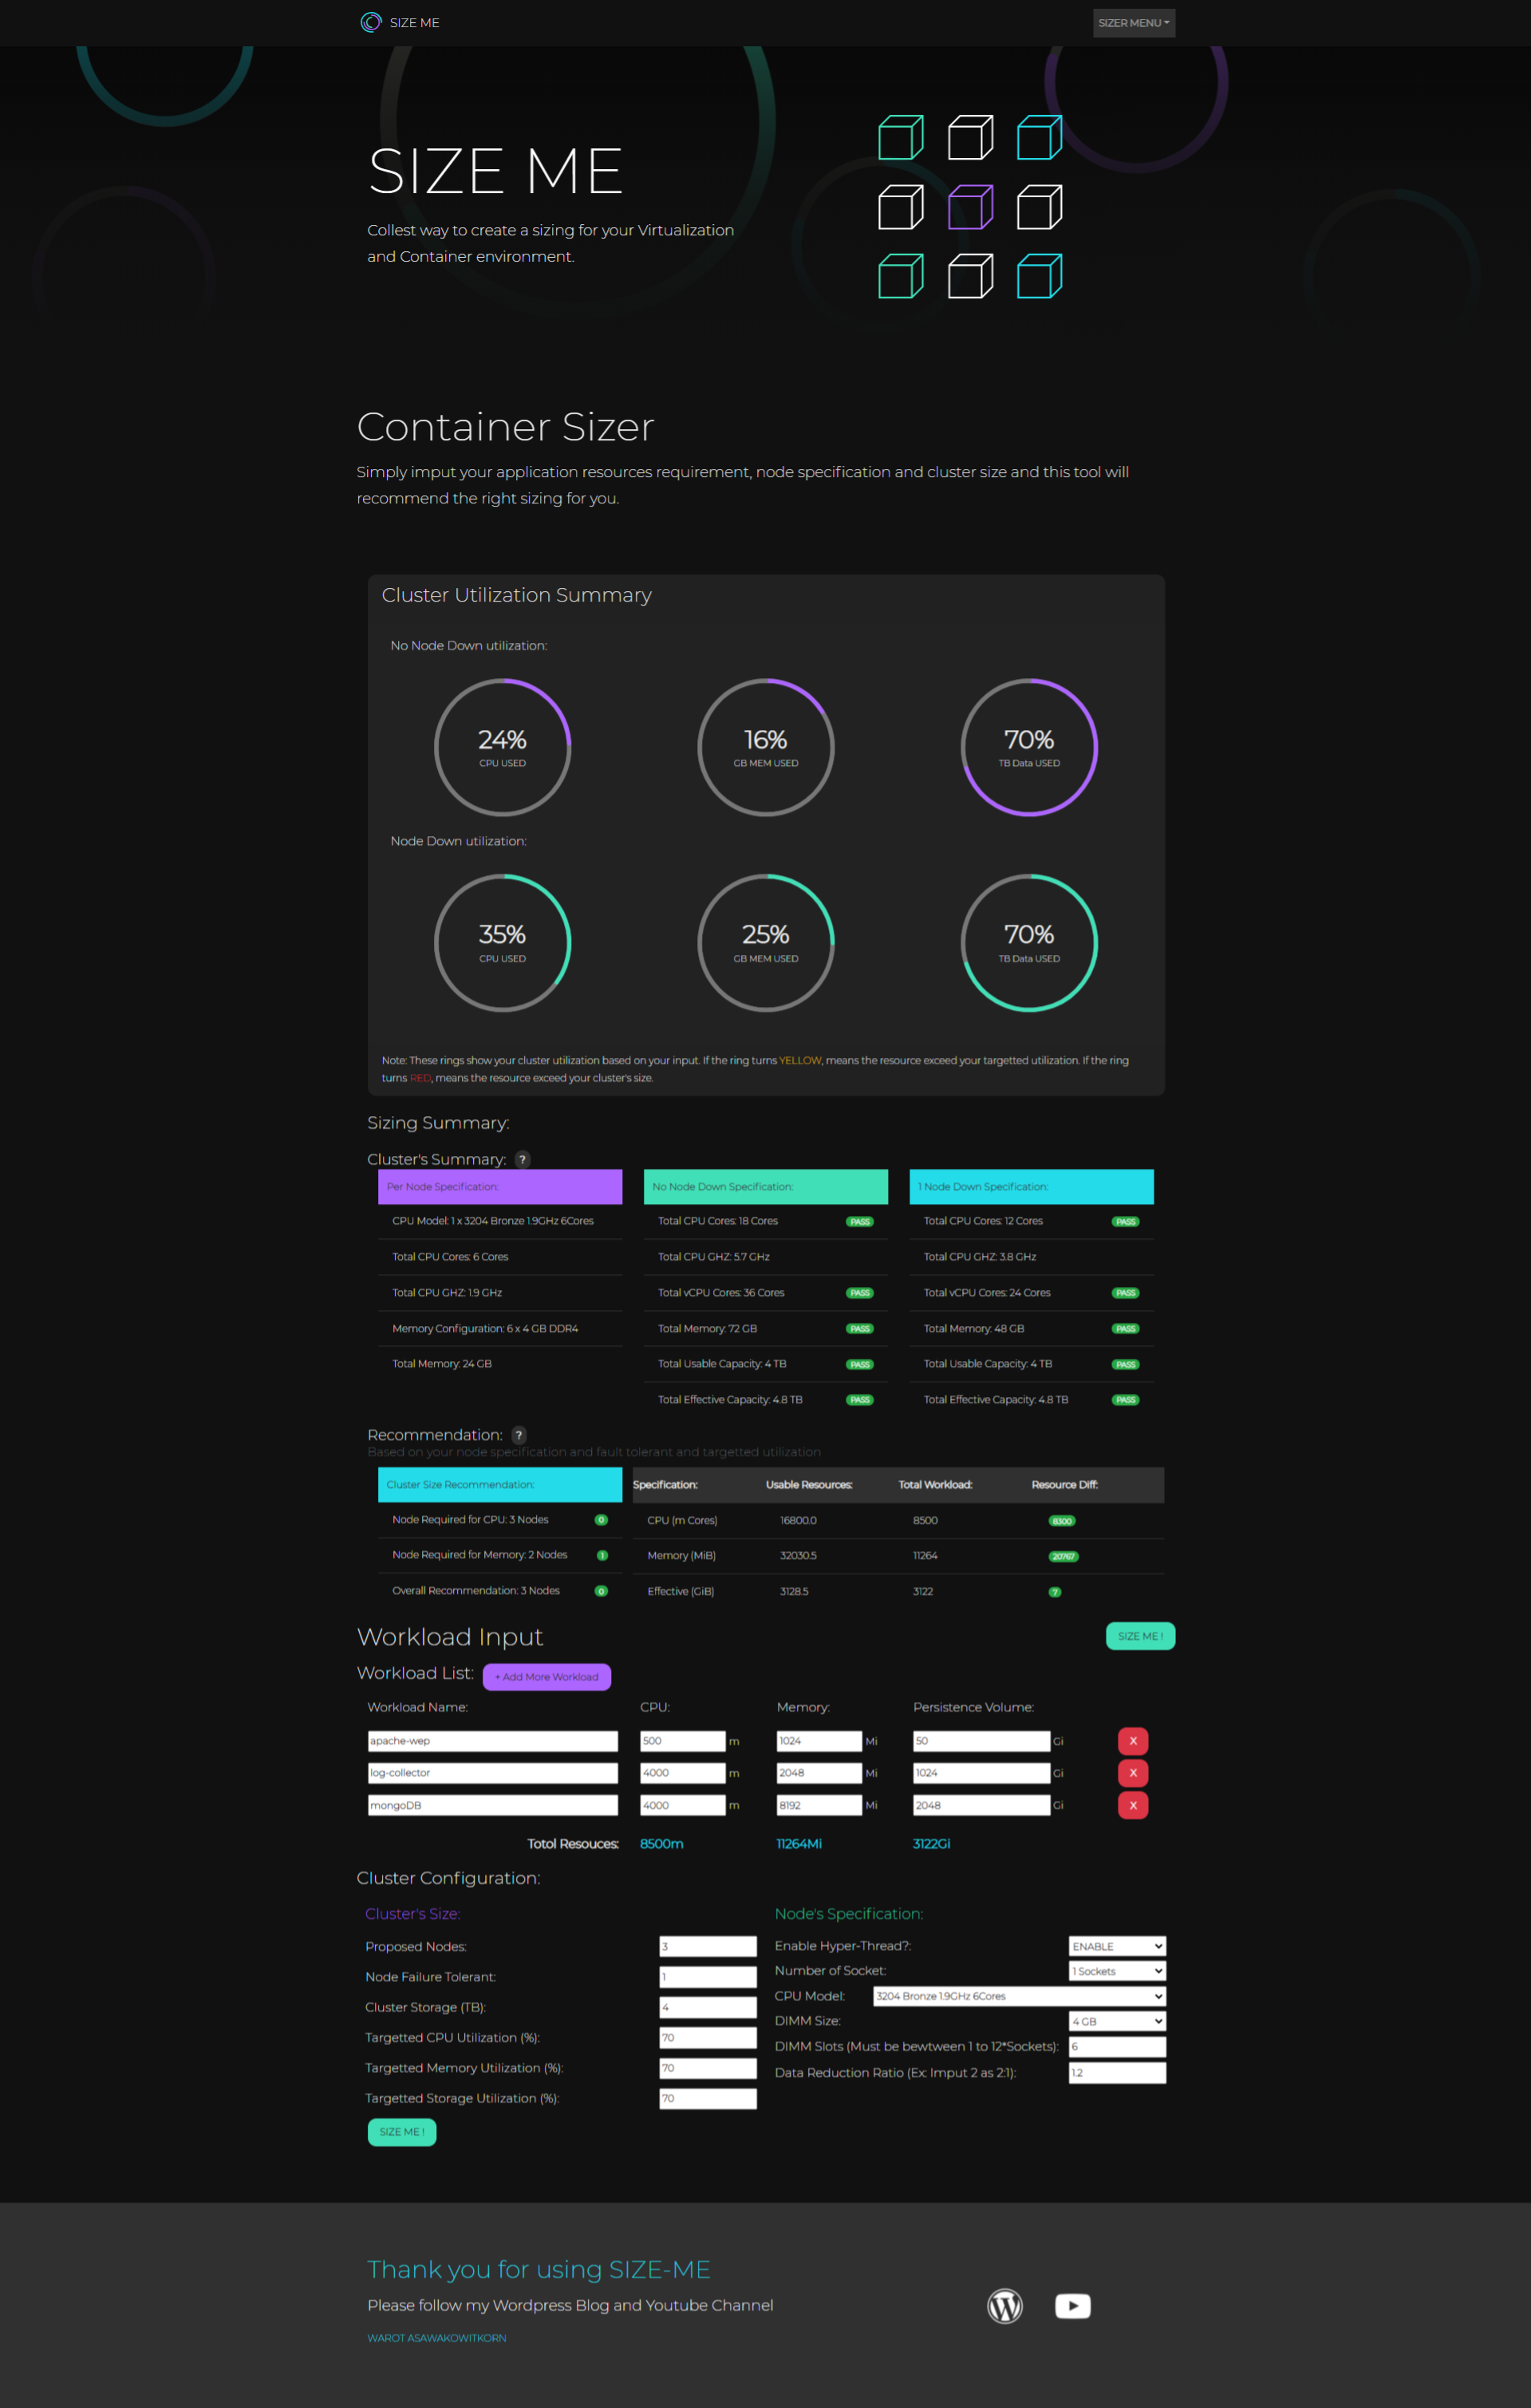 SIZE ME
SIZER MENU
SIZE ME
Collest way to create a sizing for your Virtualization
and Container environment.
Container Sizer
Simply imput your application resources requirement, node specification and cluster size and this tool will
recommend the right sizing for you.
Cluster Utilization Summary
No Node Down utilization:
24% 16% 70%
CPU USED GB MEM USED TB Data USED
Node Down utilization:
35% 25% 70%
CPU USED GB MEM USED TB Data USED
Note: These rings show your cluster utilization based on your input. If the ring turns YELLOW, means the resource exceed your targetted utilization. If the ring
turns RED, means the resource exceed your cluster's size.
Sizing Summary:
Cluster's Summary: ?
Per Node Specification:
CPU Model: 1 x 3204 Bronze 1.9GHz 6Cores
Total CPU Cores: 6 Cores
Total CPU GHZ: 1.9 GHz
Memory Configuration: 6 x 4 GB DDR4
Total Memory: 24 GB
No Node Down Specification:
Total CPU Cores: 18 Cores PASS
Total CPU GHZ: 5.7 GHz
Total vCPU Cores: 36 Cores PASS
Total Memory: 72 GB PASS
Total Usable Capacity: 4 TB PASS
Total Effective Capacity: 4.8 TB PASS
1 Node Down Specification:
Total CPU Cores: 12 Cores PASS
Total CPU GHZ: 3.8 GHz
Total vCPU Cores: 24 Cores PASS
Total Memory: 48 GB PASS
Total Usable Capacity: 4 TB PASS
Total Effective Capacity: 4.8 TB PASS
Recommendation: ?
Based on your node specification and fault tolerant and targetted utilization
Cluster Size Recommendation:
Node Required for CPU: 3 Nodes 0
Node Required for Memory: 2 Nodes 1
Overall Recommendation: 3 Nodes 0
Specification: Usable Resources: Total Workload: Resource Diff:
CPU (m Cores) 16800.0 8500 8300
Memory (MiB) 32030.5 11264 20767
Effective (GiB) 3128.5 3122 7
Workload Input SIZE ME !
Workload List: + Add More Workload
Workload Name: CPU: Memory: Persistence Volume:
apache-wep 500 m 1024 Mi 50 Gi X
log-collector 4000 m 2048 Mi 1024 Gi X
mongoDB 4000 m 8192 Mi 2048 Gi X
Totol Resouces: 8500m 11264Mi 3122Gi
Cluster Configuration:
Cluster's Size:
Proposed Nodes: 3
Node Failure Tolerant: 1
Cluster Storage (TB): 4
Targetted CPU Utilization (%): 70
Targetted Memory Utilization (%): 70
Targetted Storage Utilization (%): 70
SIZE ME !
Node's Specification:
Enable Hyper-Thread?: ENABLE
Number of Socket: 1 Sockets
CPU Model: 3204 Bronze 1.9GHz 6Cores
DIMM Size: 4 GB
DIMM Slots (Must be bewtween 1 to 12*Sockets): 6
Data Reduction Ratio (Ex: Imput 2 as 2:1): 1.2
Thank you for using SIZE-ME
Please follow my Wordpress Blog and Youtube Channel
WAROT ASAWAKOWITKORN